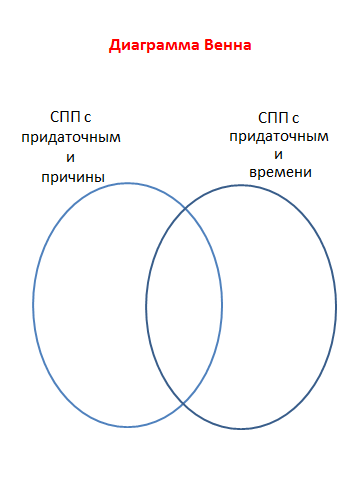 Диаграмма Венна
СПП с
придаточным
и
причины
СПП с
придаточным
и
времени